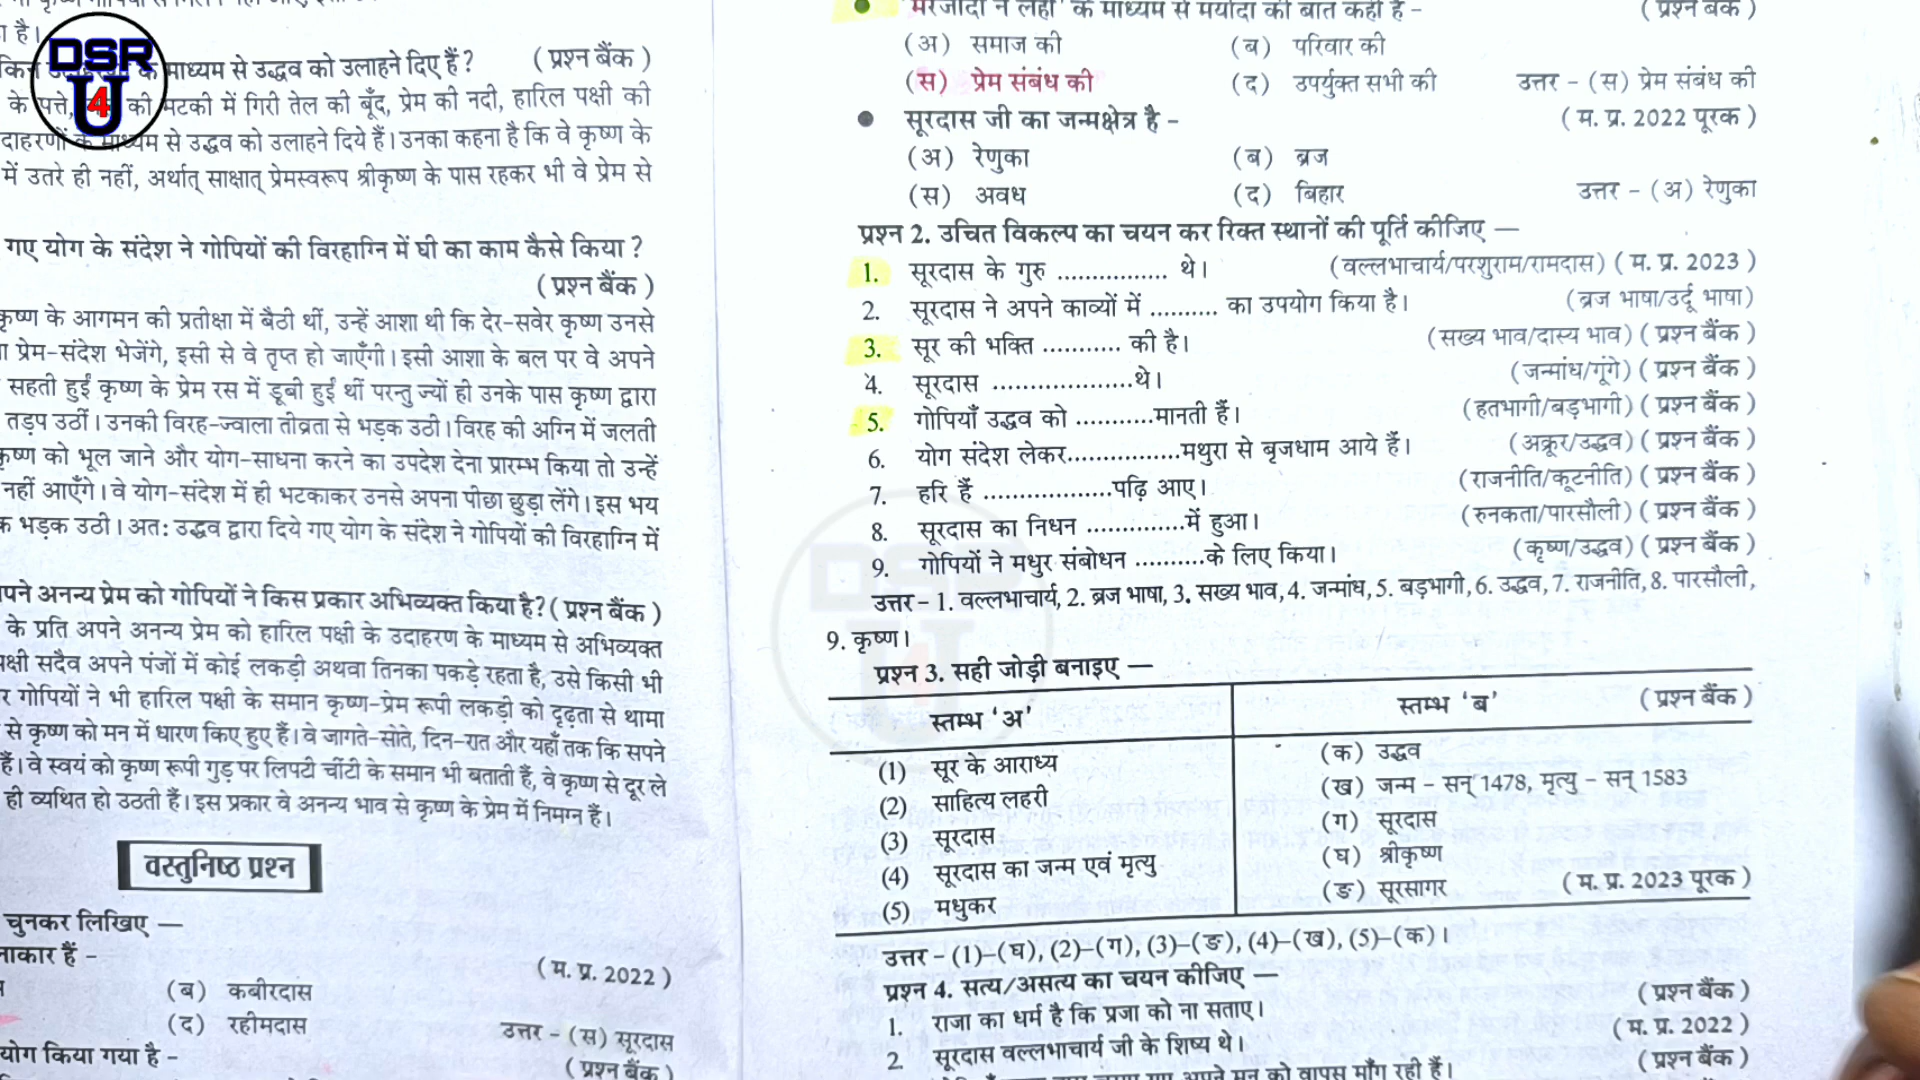 DSR
4
U
किन के माध्यम से उद्धव को उलाहने दिए हैं? (प्रश्न बैंक)
के पत्ते, की मटकी में गिरी तेल की बूँद, प्रेम की नदी, हारिल पक्षी की
दाहरणों के माध्यम से उद्धव को उलाहने दिये हैं। उनका कहना है कि वे कृष्ण के
में उतरे ही नहीं, अर्थात् साक्षात् प्रेमस्वरूप श्रीकृष्ण के पास रहकर भी वे प्रेम से
गए योग के संदेश ने गोपियों की विरहाग्नि में घी का काम कैसे किया?
(प्रश्न बैंक)
कृष्ण के आगमन की प्रतीक्षा में बैठी थीं, उन्हें आशा थी कि देर-सवेर कृष्ण उनसे
प्रेम-संदेश भेजेंगे, इसी से वे तृप्त हो जाएँगी। इसी आशा के बल पर वे अपने
सहती हुईं कृष्ण के प्रेम रस में डूबी हुईं थीं परन्तु ज्यों ही उनके पास कृष्ण द्वारा
तड़प उठीं। उनकी विरह-ज्वाला तीव्रता से भड़क उठी। विरह की अग्नि में जलती
कृष्ण को भूल जाने और योग-साधना करने का उपदेश देना प्रारम्भ किया तो उन्हें
नहीं आएँगे। वे योग-संदेश में ही भटकाकर उनसे अपना पीछा छुड़ा लेंगे। इस भय
भड़क उठी। अत: उद्धव द्वारा दिये गए योग के संदेश ने गोपियों की विरहाग्नि में
पने अनन्य प्रेम को गोपियों ने किस प्रकार अभिव्यक्त किया है? (प्रश्न बैंक)
के प्रति अपने अनन्य प्रेम को हारिल पक्षी के उदाहरण के माध्यम से अभिव्यक्त
क्षी सदैव अपने पंजों में कोई लकड़ी अथवा तिनका पकड़े रहता है, उसे किसी भी
र गोपियों ने भी हारिल पक्षी के समान कृष्ण-प्रेम रूपी लकड़ी को दृढ़ता से थामा
से कृष्ण को मन में धारण किए हुए हैं। वे जागते-सोते, दिन-रात और यहाँ तक कि सपने
हैं। वे स्वयं को कृष्ण रूपी गुड़ पर लिपटी चींटी के समान भी बताती हैं, वे कृष्ण से दूर ले
ही व्यथित हो उठती हैं। इस प्रकार वे अनन्य भाव से कृष्ण के प्रेम में निमग्न हैं।
वस्तुनिष्ठ प्रश्न
चुनकर लिखिए —
नाकार हैं – (म. प्र. 2022)
(ब) कबीरदास
(द) रहीमदास उत्तर – (स) सूरदास
योग किया गया है – (प्रश्न बैंक)
● 'मरजादा न लही' के माध्यम से मर्यादा की बात कही है – (प्रश्न बैंक)
(अ) समाज की (ब) परिवार की
(स) प्रेम संबंध की (द) उपर्युक्त सभी की उत्तर – (स) प्रेम संबंध की
● सूरदास जी का जन्मक्षेत्र है – (म. प्र. 2022 पूरक)
(अ) रेणुका (ब) ब्रज
(स) अवध (द) बिहार उत्तर – (अ) रेणुका
प्रश्न 2. उचित विकल्प का चयन कर रिक्त स्थानों की पूर्ति कीजिए —
1. सूरदास के गुरु ................ थे। (वल्लभाचार्य/परशुराम/रामदास) (म. प्र. 2023)
2. सूरदास ने अपने काव्यों में .......... का उपयोग किया है। (ब्रज भाषा/उर्दू भाषा)
3. सूर की भक्ति ........... की है। (सख्य भाव/दास्य भाव) (प्रश्न बैंक)
4. सूरदास ....................थे। (जन्मांध/गूंगे) (प्रश्न बैंक)
5. गोपियाँ उद्धव को ...........मानती हैं। (हतभागी/बड़भागी) (प्रश्न बैंक)
6. योग संदेश लेकर................मथुरा से बृजधाम आये हैं। (अक्रूर/उद्धव) (प्रश्न बैंक)
7. हरि हैं ..................पढ़ि आए। (राजनीति/कूटनीति) (प्रश्न बैंक)
8. सूरदास का निधन ..............में हुआ। (रुनकता/पारसौली) (प्रश्न बैंक)
9. गोपियों ने मधुर संबोधन ..........के लिए किया। (कृष्ण/उद्धव) (प्रश्न बैंक)
उत्तर – 1. वल्लभाचार्य, 2. ब्रज भाषा, 3. सख्य भाव, 4. जन्मांध, 5. बड़भागी, 6. उद्धव, 7. राजनीति, 8. पारसौली,
9. कृष्ण।
प्रश्न 3. सही जोड़ी बनाइए —
स्तम्भ 'अ' स्तम्भ 'ब' (प्रश्न बैंक)
(1) सूर के आराध्य (क) उद्धव
(2) साहित्य लहरी (ख) जन्म – सन् 1478, मृत्यु – सन् 1583
(3) सूरदास (ग) सूरदास
(4) सूरदास का जन्म एवं मृत्यु (घ) श्रीकृष्ण
(5) मधुकर (ङ) सूरसागर (म. प्र. 2023 पूरक)
उत्तर – (1)–(घ), (2)–(ग), (3)–(ङ), (4)–(ख), (5)–(क)।
प्रश्न 4. सत्य/असत्य का चयन कीजिए – (प्रश्न बैंक)
1. राजा का धर्म है कि प्रजा को ना सताए। (म. प्र. 2022)
2. सूरदास वल्लभाचार्य जी के शिष्य थे। (प्रश्न बैंक)
अपने मन को वापस माँग रही हैं।